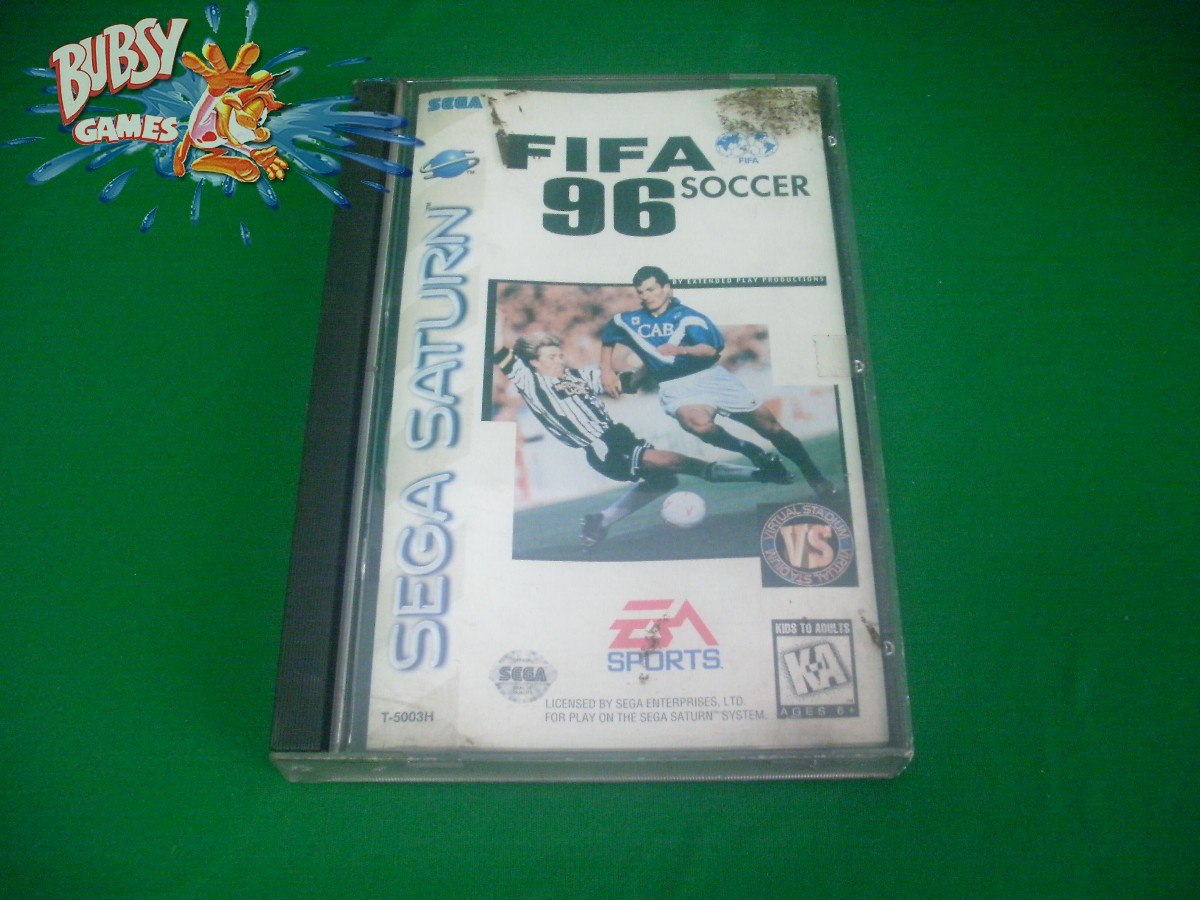 BUBSY
GAMES
SEGA
SEGA SATURN™
FIFA
FIFA
96 SOCCER
BY EXTENDED PLAY PRODUCTIONS
CAB
VIRTUAL STADIUM
VS
VIRTUAL STADIUM
EA
SPORTS
SEGA
LICENSED BY SEGA ENTERPRISES, LTD.
FOR PLAY ON THE SEGA SATURN™ SYSTEM.
KIDS TO ADULTS
K-A
AGES 6+
T-5003H